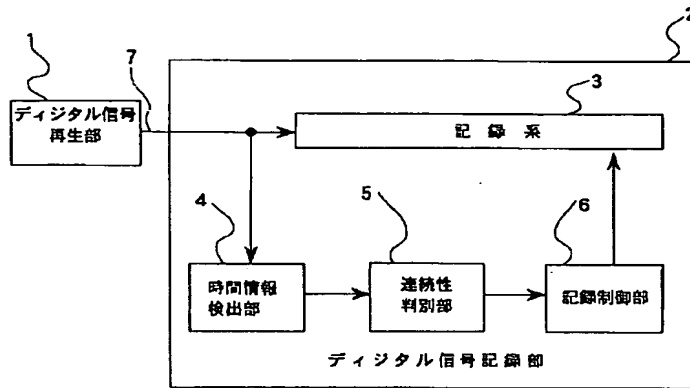 1
7
2
3
ディジタル信号
再生部
記録系
4
5
6
時間情報
検出部
連続性
判別部
記録制御部
ディジタル信号記録部